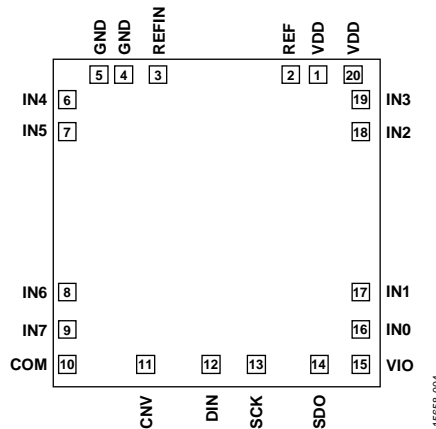 GND GND REFIN REF VDD VDD
5 4 3 2 1 20
IN4 6 19 IN3
IN5 7 18 IN2
IN6 8 17 IN1
IN7 9 16 IN0
COM 10 11 12 13 14 15 VIO
CNV DIN SCK SDO